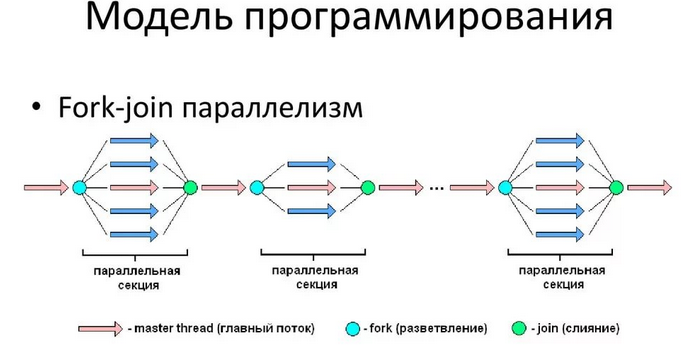 Модель программирования
• Fork-join параллелизм
...
параллельная
секция
параллельная
секция
параллельная
секция
- master thread (главный поток)
- fork (разветвление)
- join (слияние)